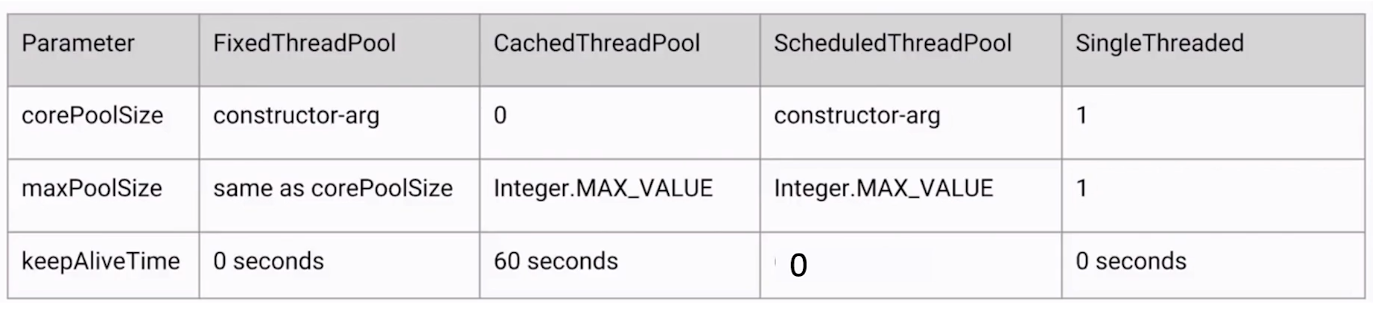 Parameter FixedThreadPool CachedThreadPool ScheduledThreadPool SingleThreaded
corePoolSize constructor-arg 0 constructor-arg 1
maxPoolSize same as corePoolSize Integer.MAX_VALUE Integer.MAX_VALUE 1
keepAliveTime 0 seconds 60 seconds 0 0 seconds